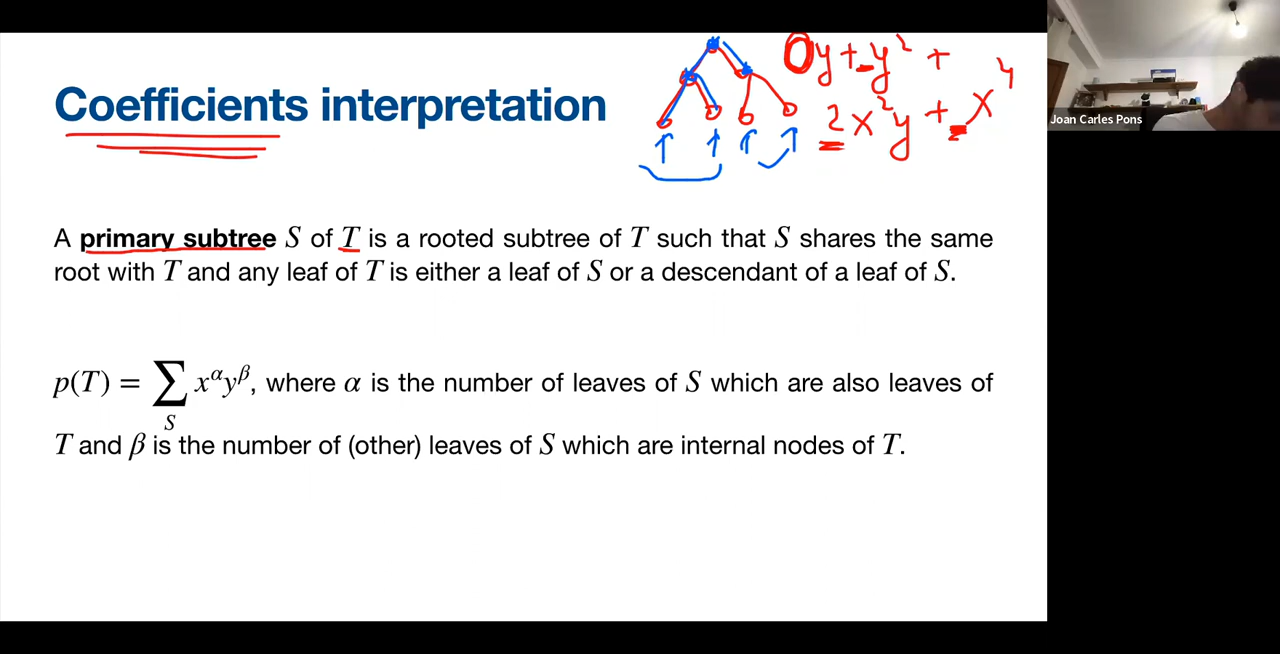 Coefficients interpretation
0y + _y² +
2x²y + _x⁴
Joan Carles Pons
A primary subtree S of T is a rooted subtree of T such that S shares the same
root with T and any leaf of T is either a leaf of S or a descendant of a leaf of S.
p(T) = ∑_S x^α y^β, where α is the number of leaves of S which are also leaves of
T and β is the number of (other) leaves of S which are internal nodes of T.